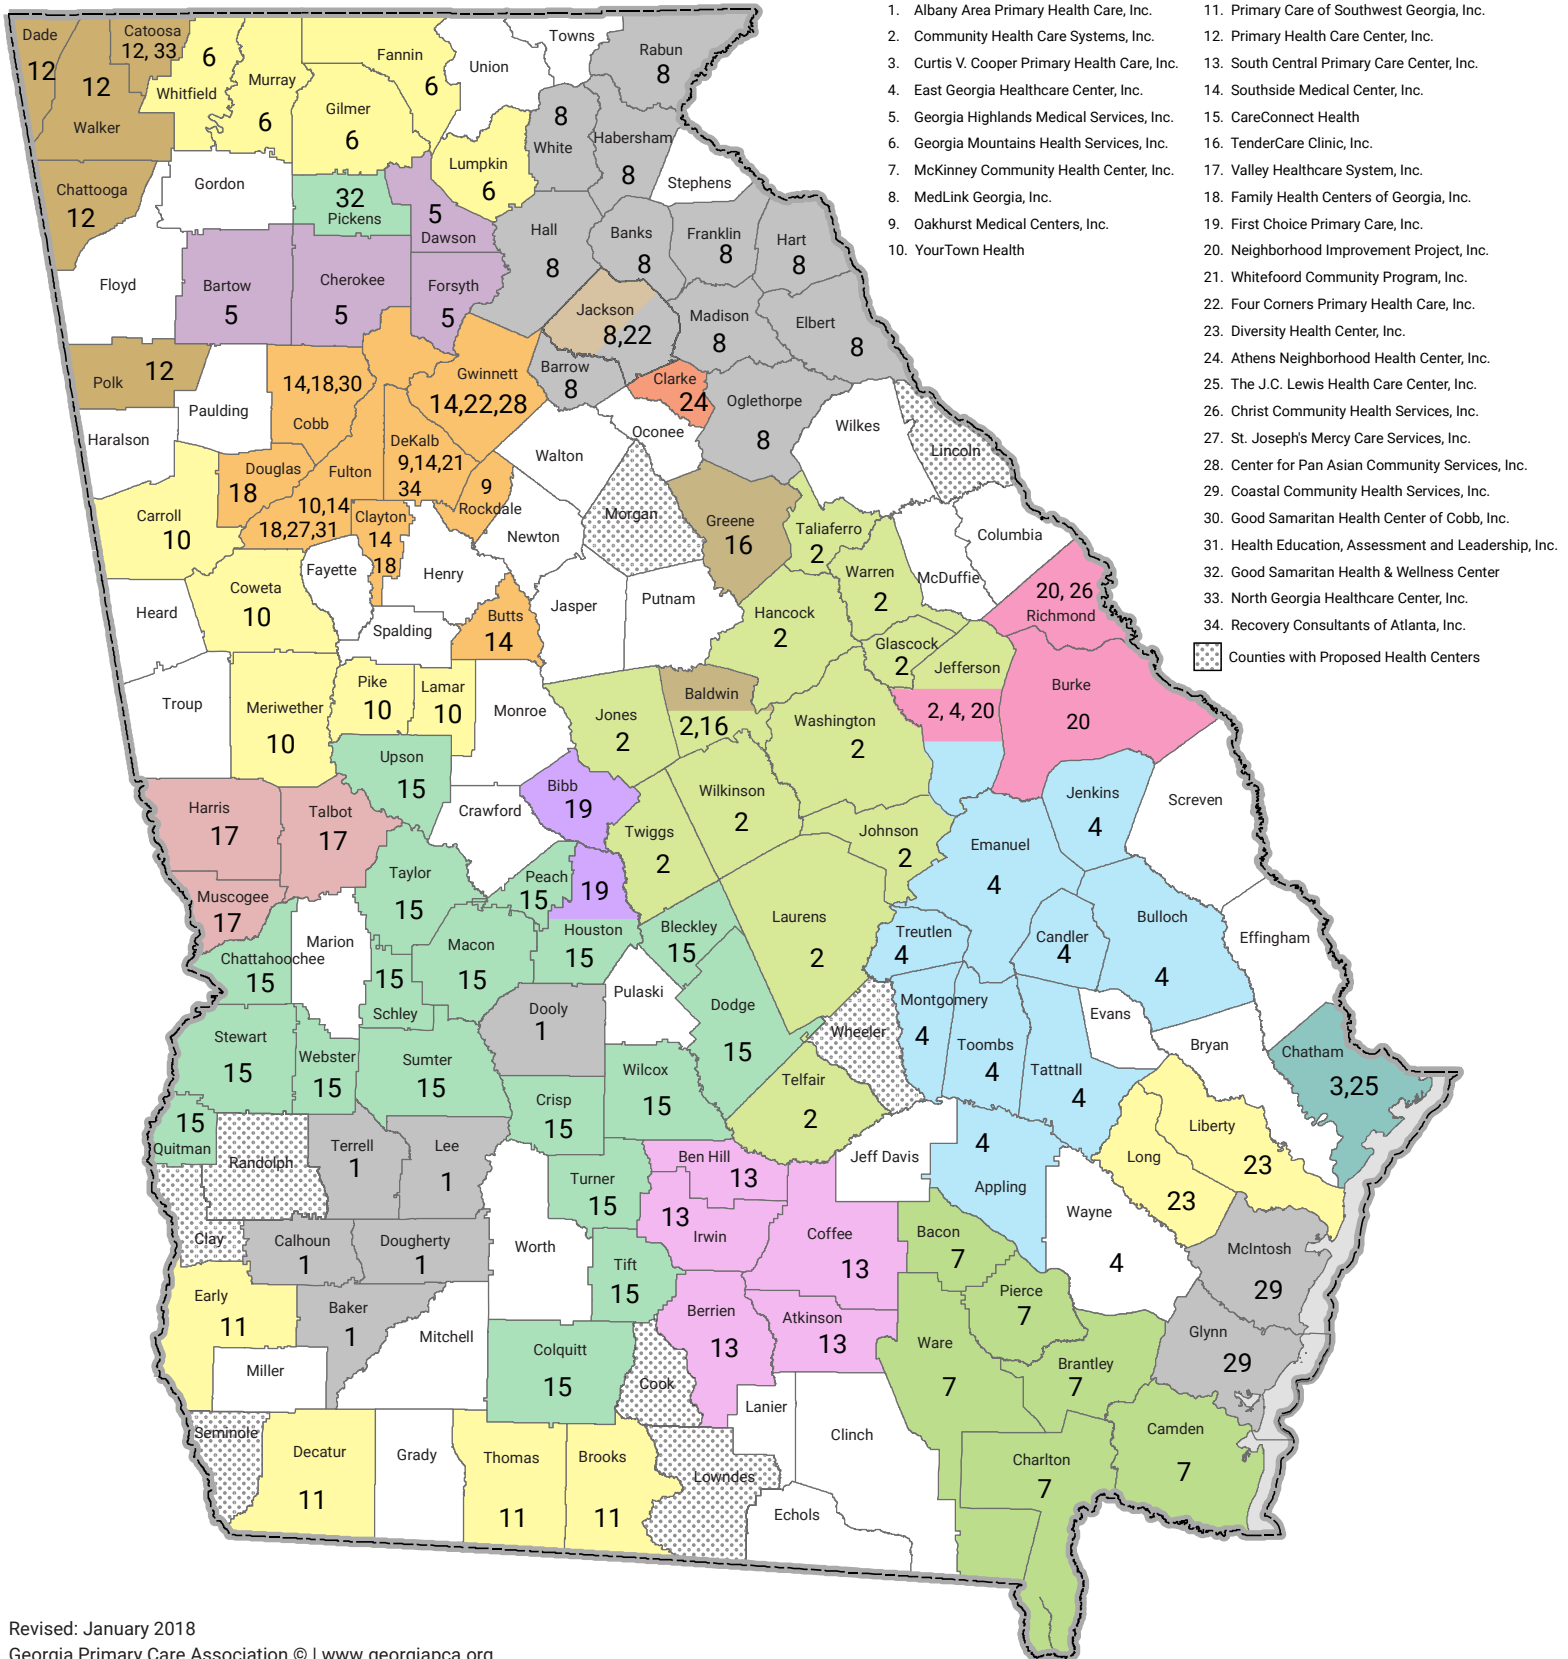 1. Albany Area Primary Health Care, Inc.
2. Community Health Care Systems, Inc.
3. Curtis V. Cooper Primary Health Care, Inc.
4. East Georgia Healthcare Center, Inc.
5. Georgia Highlands Medical Services, Inc.
6. Georgia Mountains Health Services, Inc.
7. McKinney Community Health Center, Inc.
8. MedLink Georgia, Inc.
9. Oakhurst Medical Centers, Inc.
10. YourTown Health
11. Primary Care of Southwest Georgia, Inc.
12. Primary Health Care Center, Inc.
13. South Central Primary Care Center, Inc.
14. Southside Medical Center, Inc.
15. CareConnect Health
16. TenderCare Clinic, Inc.
17. Valley Healthcare System, Inc.
18. Family Health Centers of Georgia, Inc.
19. First Choice Primary Care, Inc.
20. Neighborhood Improvement Project, Inc.
21. Whitefoord Community Program, Inc.
22. Four Corners Primary Health Care, Inc.
23. Diversity Health Center, Inc.
24. Athens Neighborhood Health Center, Inc.
25. The J.C. Lewis Health Care Center, Inc.
26. Christ Community Health Services, Inc.
27. St. Joseph's Mercy Care Services, Inc.
28. Center for Pan Asian Community Services, Inc.
29. Coastal Community Health Services, Inc.
30. Good Samaritan Health Center of Cobb, Inc.
31. Health Education, Assessment and Leadership, Inc.
32. Good Samaritan Health & Wellness Center
33. North Georgia Healthcare Center, Inc.
34. Recovery Consultants of Atlanta, Inc.
Counties with Proposed Health Centers
Dade
12
Catoosa
12, 33
12
Walker
6
Whitfield
Murray
6
Fannin
6
Gilmer
6
Union
Towns
Rabun
8
8
White
Habersham
8
Stephens
Lumpkin
6
Chattooga
12
Gordon
32
Pickens
5
Dawson
Hall
8
Banks
8
Franklin
8
Hart
8
Floyd
Bartow
5
Cherokee
5
Forsyth
5
Jackson
8,22
Madison
8
Elbert
8
Polk
12
Paulding
14,18,30
Cobb
Gwinnett
14,22,28
Barrow
8
Clarke
24
Oglethorpe
8
Oconee
Wilkes
Lincoln
Haralson
Douglas
18
Fulton
10,14
18,27,31
DeKalb
9,14,21
34
9
Rockdale
Walton
Morgan
Greene
16
Taliaferro
2
Carroll
10
Clayton
14
18
Newton
Fayette
Henry
Columbia
McDuffie
Warren
2
20, 26
Richmond
Heard
Coweta
10
Spalding
Butts
14
Jasper
Putnam
Hancock
2
Glascock
2
Jefferson
2, 4, 20
Burke
20
Troup
Meriwether
10
Pike
10
Lamar
10
Monroe
Jones
2
Baldwin
2,16
Washington
2
Upson
15
Harris
17
Talbot
17
Crawford
Bibb
19
Twiggs
2
Wilkinson
2
Johnson
2
Emanuel
4
Jenkins
4
Screven
Muscogee
17
Taylor
15
Peach
15
19
Houston
15
Bleckley
15
Laurens
2
Treutlen
4
Candler
4
Bulloch
4
Effingham
Chattahoochee
15
Marion
15
Schley
Macon
15
Dooly
1
Pulaski
Dodge
15
Wheeler
Montgomery
4
Toombs
4
Tattnall
4
Evans
Bryan
Chatham
3,25
Stewart
15
Webster
15
Sumter
15
Crisp
15
Wilcox
15
Telfair
2
15
Quitman
Randolph
Terrell
1
Lee
1
Turner
15
Ben Hill
13
Jeff Davis
4
Appling
Long
23
Liberty
23
Clay
Calhoun
1
Dougherty
1
Worth
13
Irwin
Coffee
13
Bacon
7
Wayne
4
McIntosh
29
Tift
15
Early
11
Baker
1
Mitchell
Miller
Colquitt
15
Cook
Berrien
13
Atkinson
13
Pierce
7
Ware
7
Brantley
7
Glynn
29
Lanier
Clinch
Seminole
Decatur
11
Grady
Thomas
11
Brooks
11
Lowndes
Echols
Charlton
7
Camden
7
Revised: January 2018
Georgia Primary Care Association © | www.georgiapca.org